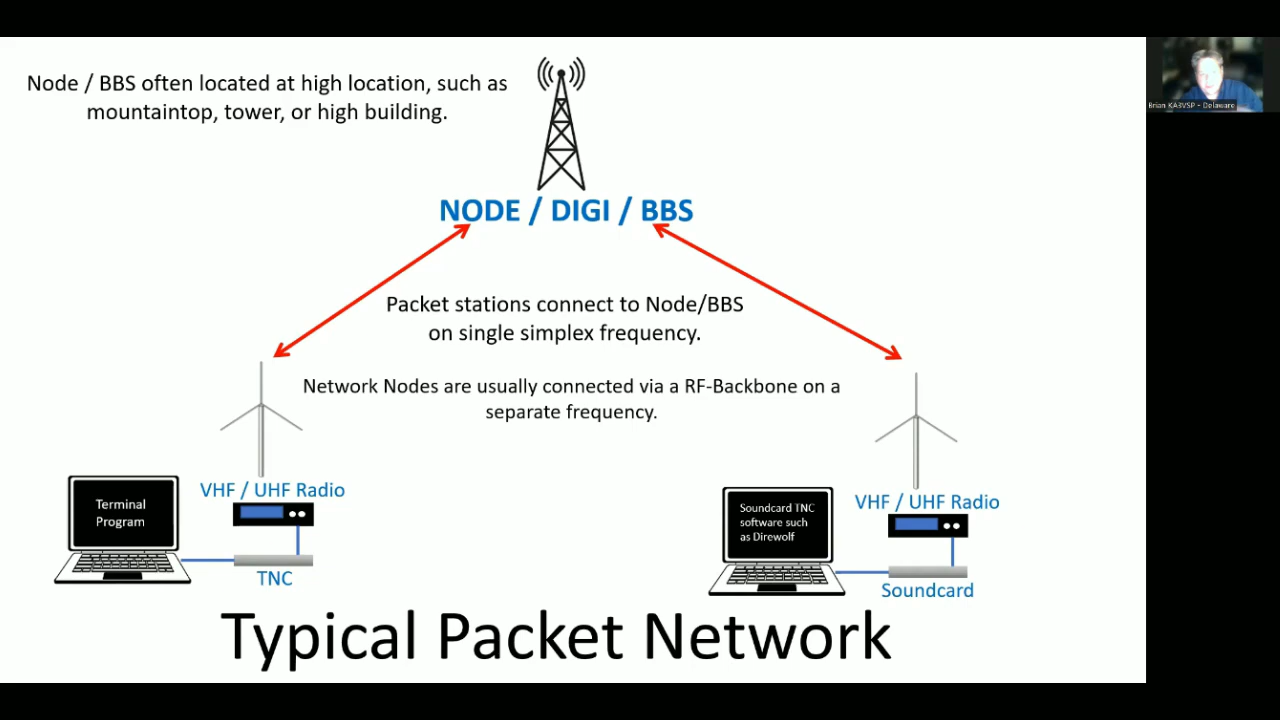 Node / BBS often located at high location, such as
mountaintop, tower, or high building.
Brian KA3VSP - Delaware
NODE / DIGI / BBS
Packet stations connect to Node/BBS
on single simplex frequency.
Network Nodes are usually connected via a RF-Backbone on a
separate frequency.
Terminal
Program
VHF / UHF Radio
TNC
Soundcard TNC
software such
as Direwolf
VHF / UHF Radio
Soundcard
Typical Packet Network